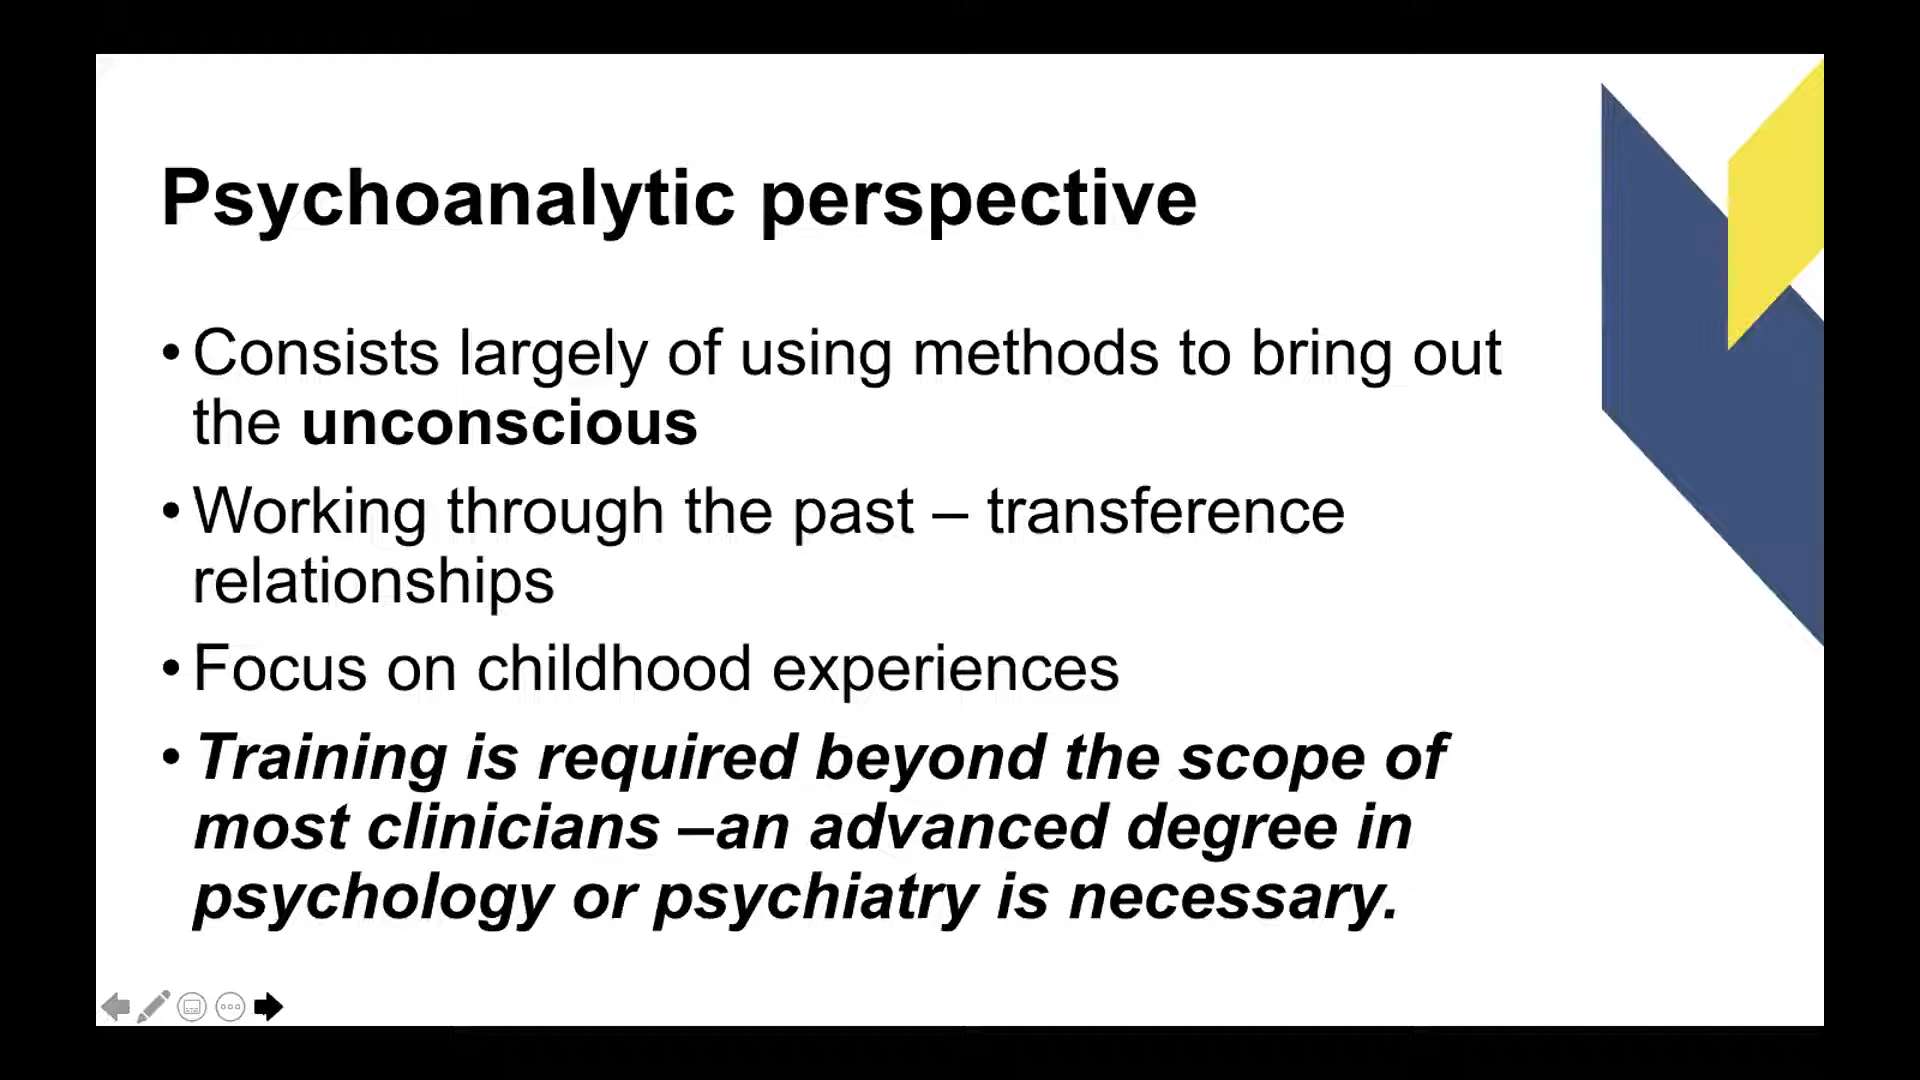 Psychoanalytic perspective
• Consists largely of using methods to bring out
the unconscious
• Working through the past – transference
relationships
• Focus on childhood experiences
• Training is required beyond the scope of
most clinicians –an advanced degree in
psychology or psychiatry is necessary.